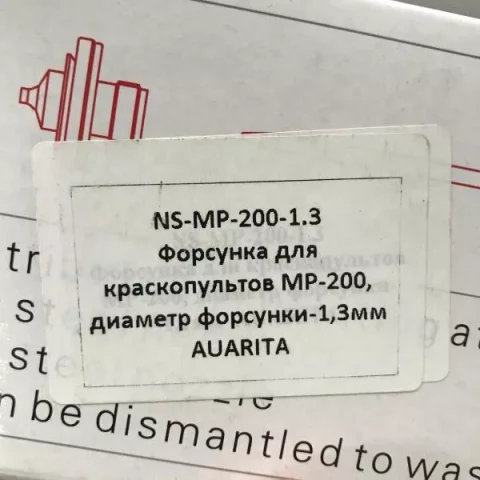 NS-MP-200-1.3
Форсунка для
краскопультов MP-200,
диаметр форсунки-1,3мм
AUARITA
n be dismantled to was